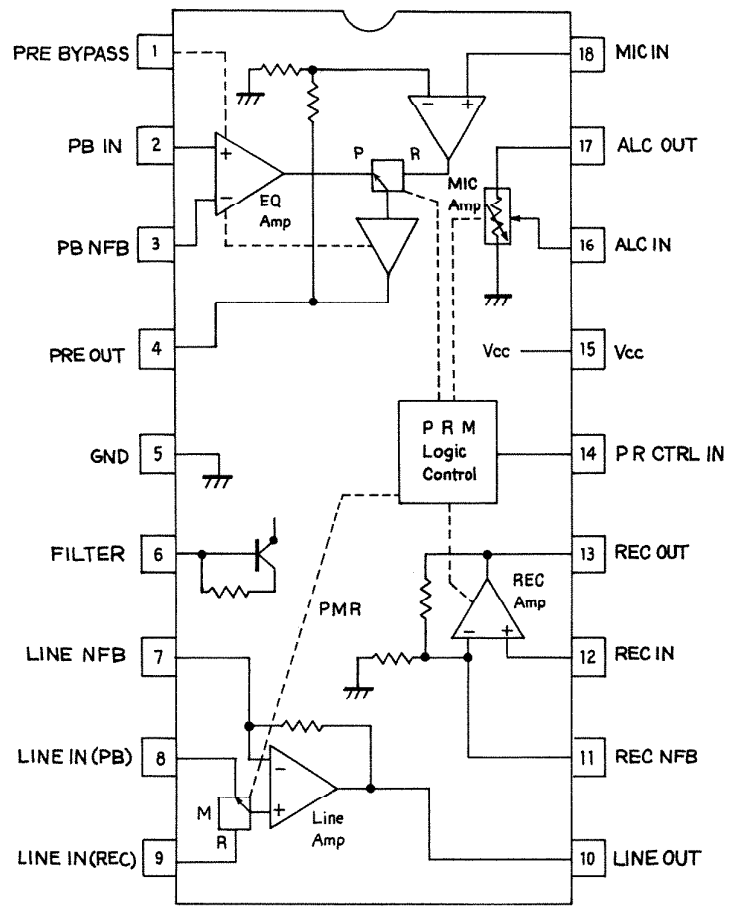 PRE BYPASS 1
18 MIC IN
− +
PB IN 2
17 ALC OUT
+
P R
−
EQ
Amp
MIC
Amp
PB NFB 3
16 ALC IN
PRE OUT 4
Vcc 15 Vcc
GND 5
P R M
Logic
Control
14 P R CTRL IN
FILTER 6
13 REC OUT
REC
Amp
PMR
− +
LINE NFB 7
12 REC IN
LINE IN (PB) 8
11 REC NFB
−
M
+
R
Line
Amp
LINE IN (REC) 9
10 LINE OUT